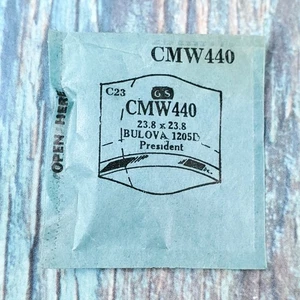 CMW440
C23
GS
CMW440
23.8 x 23.8
BULOVA 1205D
President
OPEN HERE